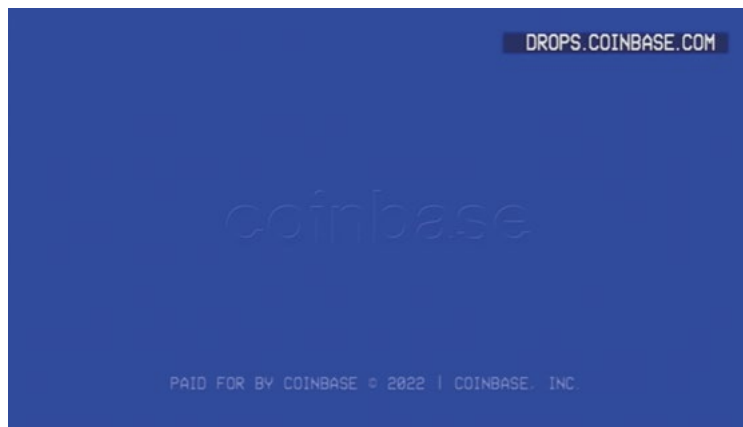 DROPS.COINBASE.COM
coinbase
PAID FOR BY COINBASE © 2022 | COINBASE, INC.